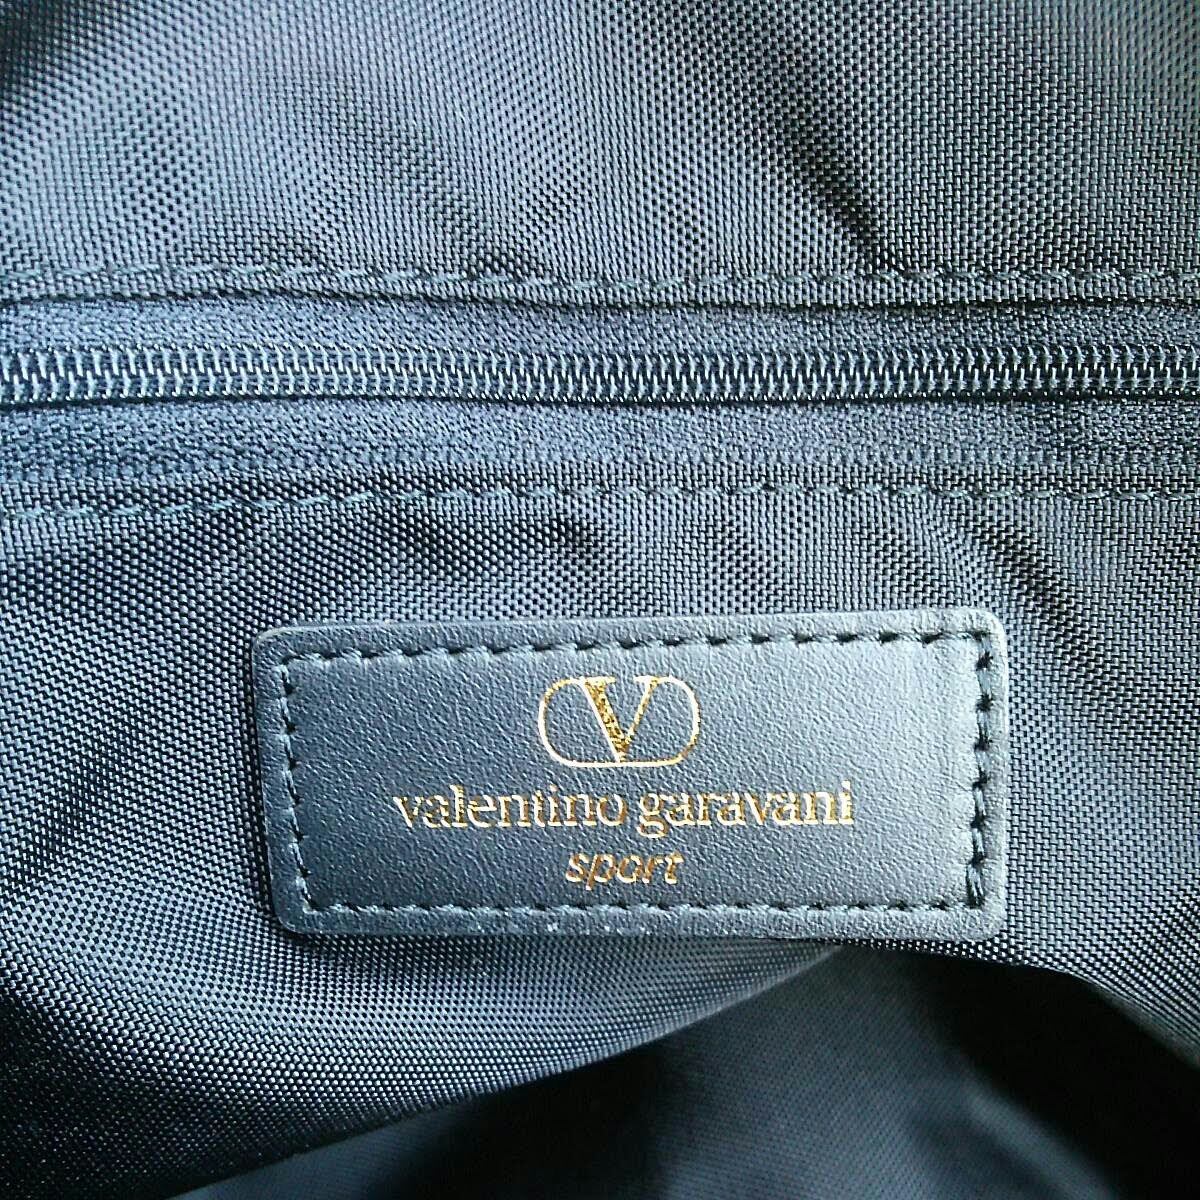 V
valentino garavani
sport